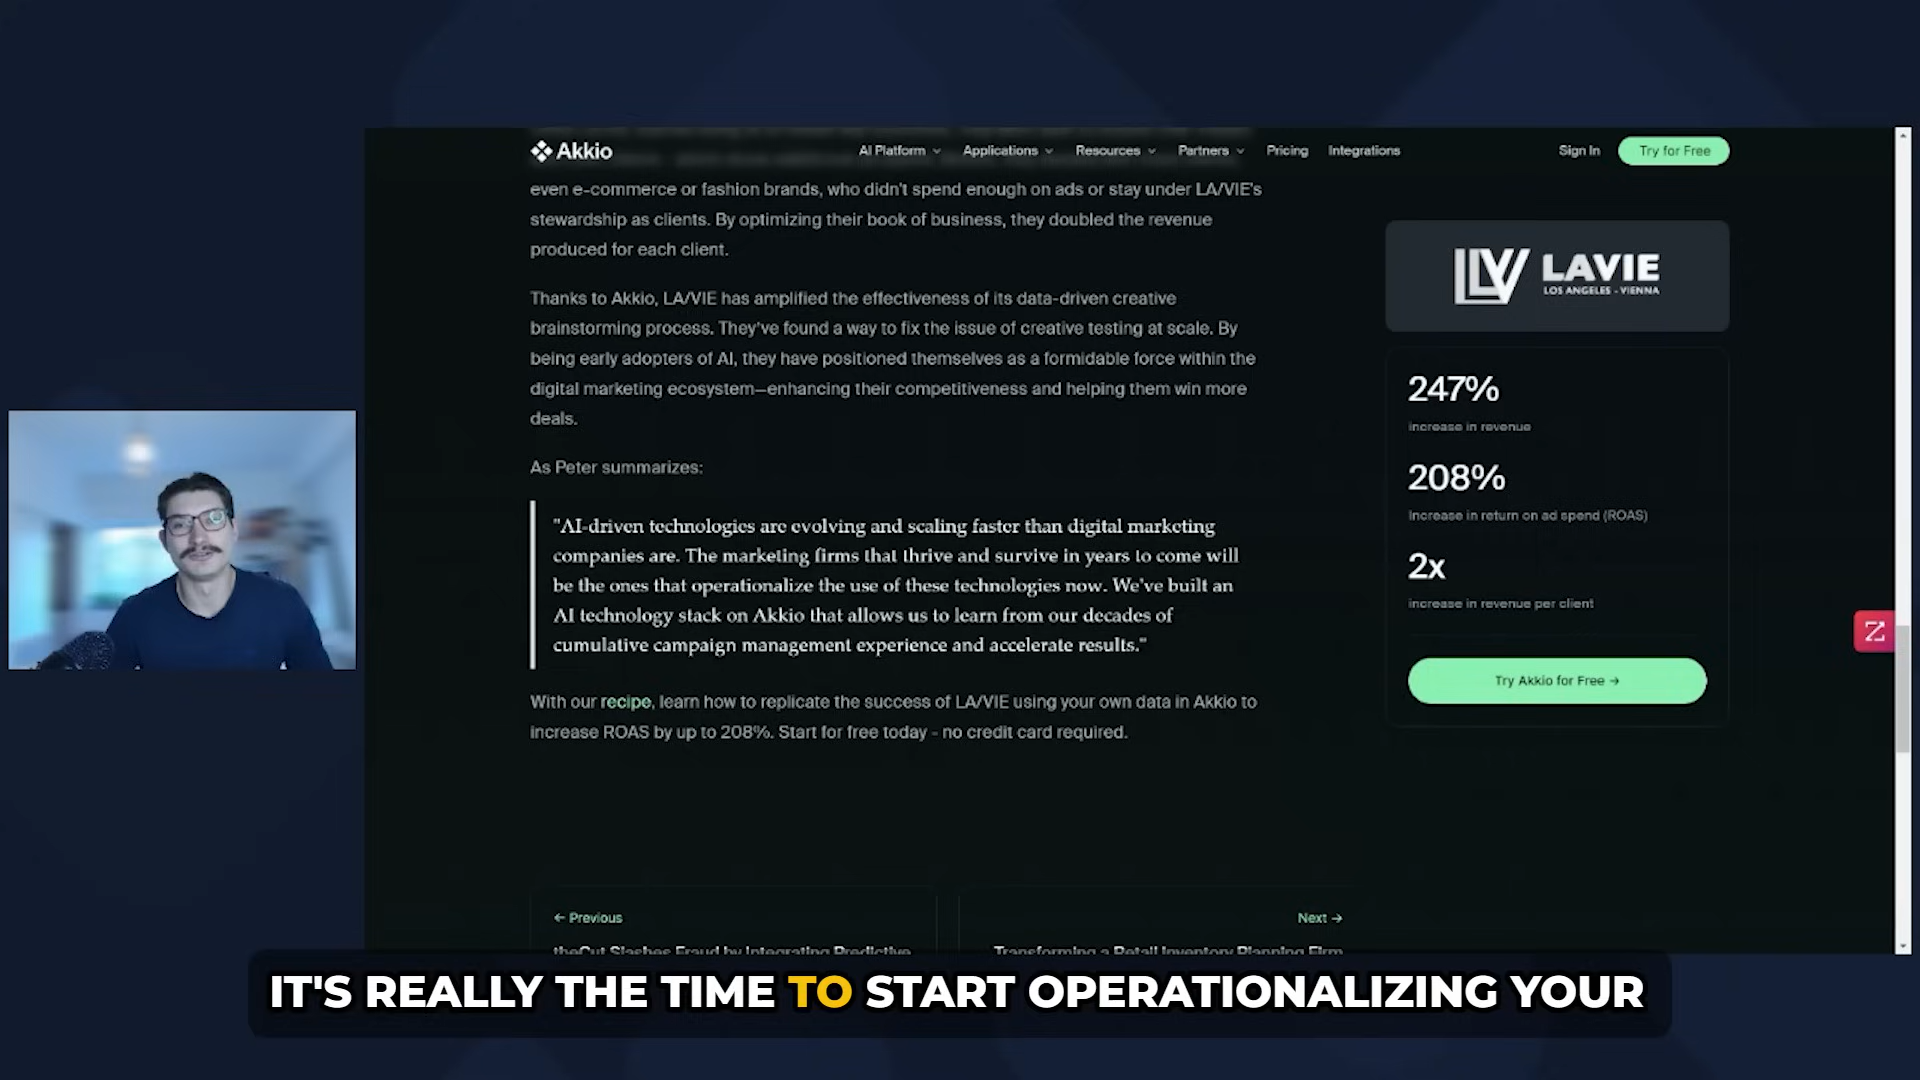 Akkio
AI Platform Applications Resources Partners Pricing Integrations
Sign In Try for Free
even e-commerce or fashion brands, who didn't spend enough on ads or stay under LA/VIE's
stewardship as clients. By optimizing their book of business, they doubled the revenue
produced for each client.
Thanks to Akkio, LA/VIE has amplified the effectiveness of its data-driven creative
brainstorming process. They've found a way to fix the issue of creative testing at scale. By
being early adopters of AI, they have positioned themselves as a formidable force within the
digital marketing ecosystem—enhancing their competitiveness and helping them win more
deals.
As Peter summarizes:
"AI-driven technologies are evolving and scaling faster than digital marketing
companies are. The marketing firms that thrive and survive in years to come will
be the ones that operationalize the use of these technologies now. We've built an
AI technology stack on Akkio that allows us to learn from our decades of
cumulative campaign management experience and accelerate results."
With our recipe, learn how to replicate the success of LA/VIE using your own data in Akkio to
increase ROAS by up to 208%. Start for free today - no credit card required.
LV LAVIE
LOS ANGELES - VIENNA
247%
Increase in revenue
208%
Increase in return on ad spend (ROAS)
2x
increase in revenue per client
Try Akkio for Free →
← Previous
theCut Slashes Fraud by Integrating Predictive
Next →
Transforming a Retail Inventory Planning Firm
IT'S REALLY THE TIME TO START OPERATIONALIZING YOUR